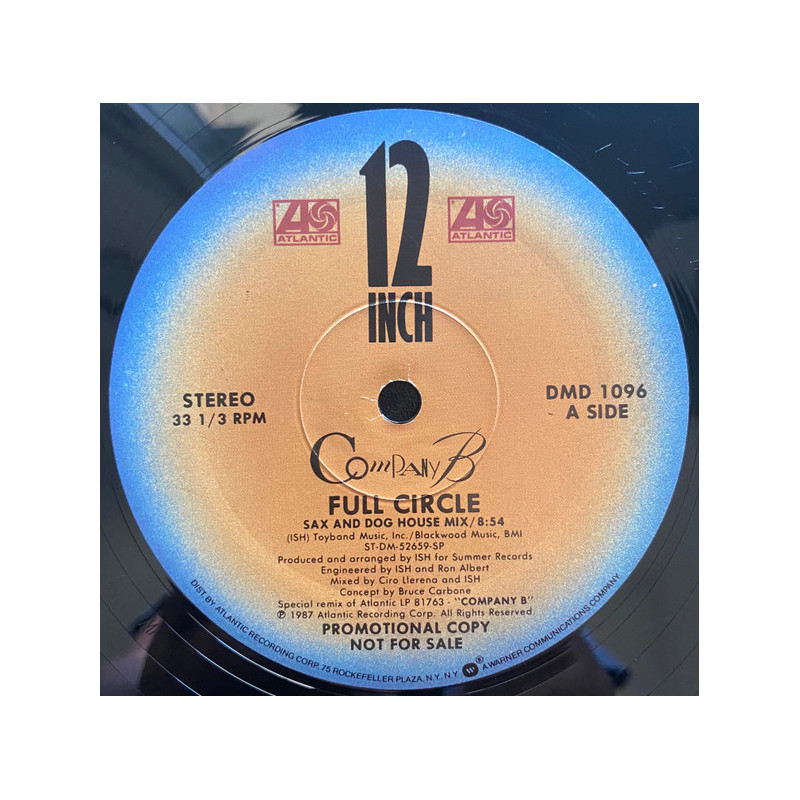 12
INCH
ATLANTIC
ATLANTIC
STEREO
33 1/3 RPM
DMD 1096
A SIDE
COMPANY B
FULL CIRCLE
SAX AND DOG HOUSE MIX/8:54
(ISH) Toyband Music, Inc./Blackwood Music, BMI
ST-DM-52659-SP
Produced and arranged by ISH for Summer Records
Engineered by ISH and Ron Albert
Mixed by Ciro Llerena and ISH
Concept by Bruce Carbone
Special remix of Atlantic LP 81763 - "COMPANY B"
℗ 1987 Atlantic Recording Corp. All Rights Reserved
PROMOTIONAL COPY
NOT FOR SALE
DIST BY ATLANTIC RECORDING CORP. 75 ROCKEFELLER PLAZA, N.Y. N.Y. W ® A WARNER COMMUNICATIONS COMPANY